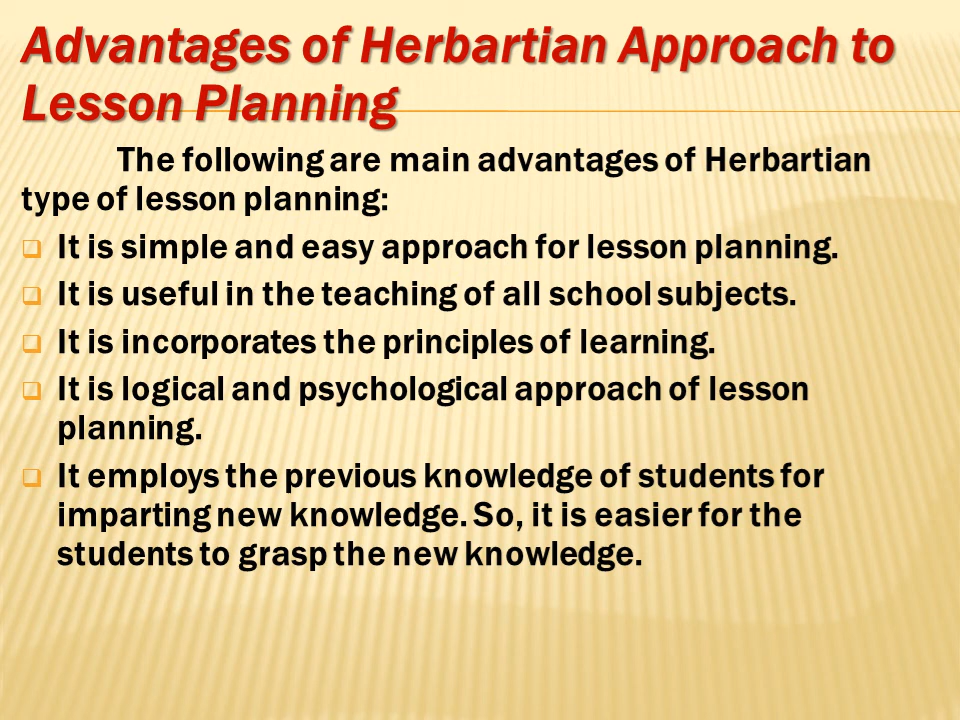 Advantages of Herbartian Approach to
Lesson Planning
The following are main advantages of Herbartian
type of lesson planning:
It is simple and easy approach for lesson planning.
It is useful in the teaching of all school subjects.
It is incorporates the principles of learning.
It is logical and psychological approach of lesson
planning.
It employs the previous knowledge of students for
imparting new knowledge. So, it is easier for the
students to grasp the new knowledge.